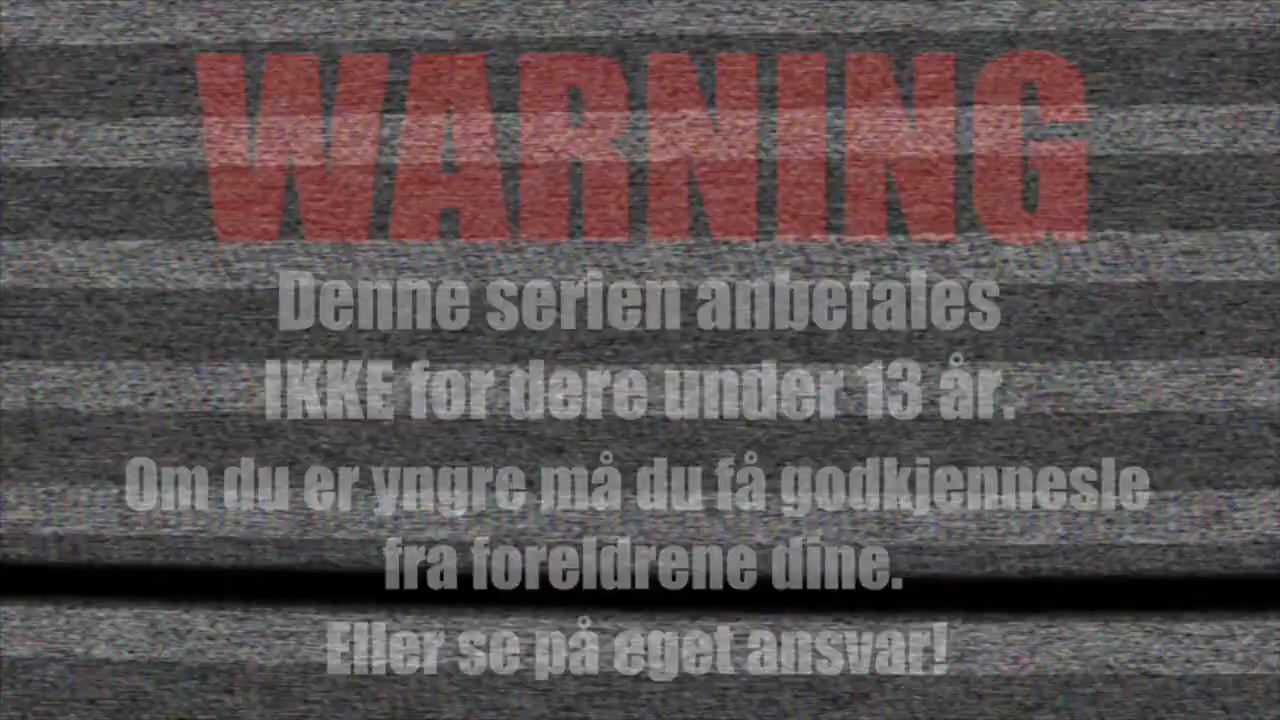 WARNING
Denne serien anbefales
IKKE for dere under 13 år.
Om du er yngre må du få godkjennesle
fra foreldrene dine.
Eller se på eget ansvar!